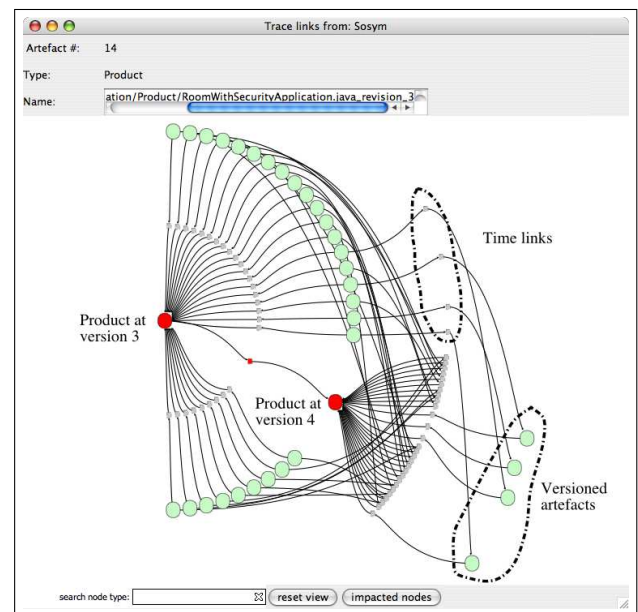 Trace links from: Sosym
Artefact #: 14
Type: Product
Name: ation/Product/RoomWithSecurityApplication.java_revision_3
Time links
Product at
version 3
Product at
version 4
Versioned
artefacts
search node type: reset view impacted nodes